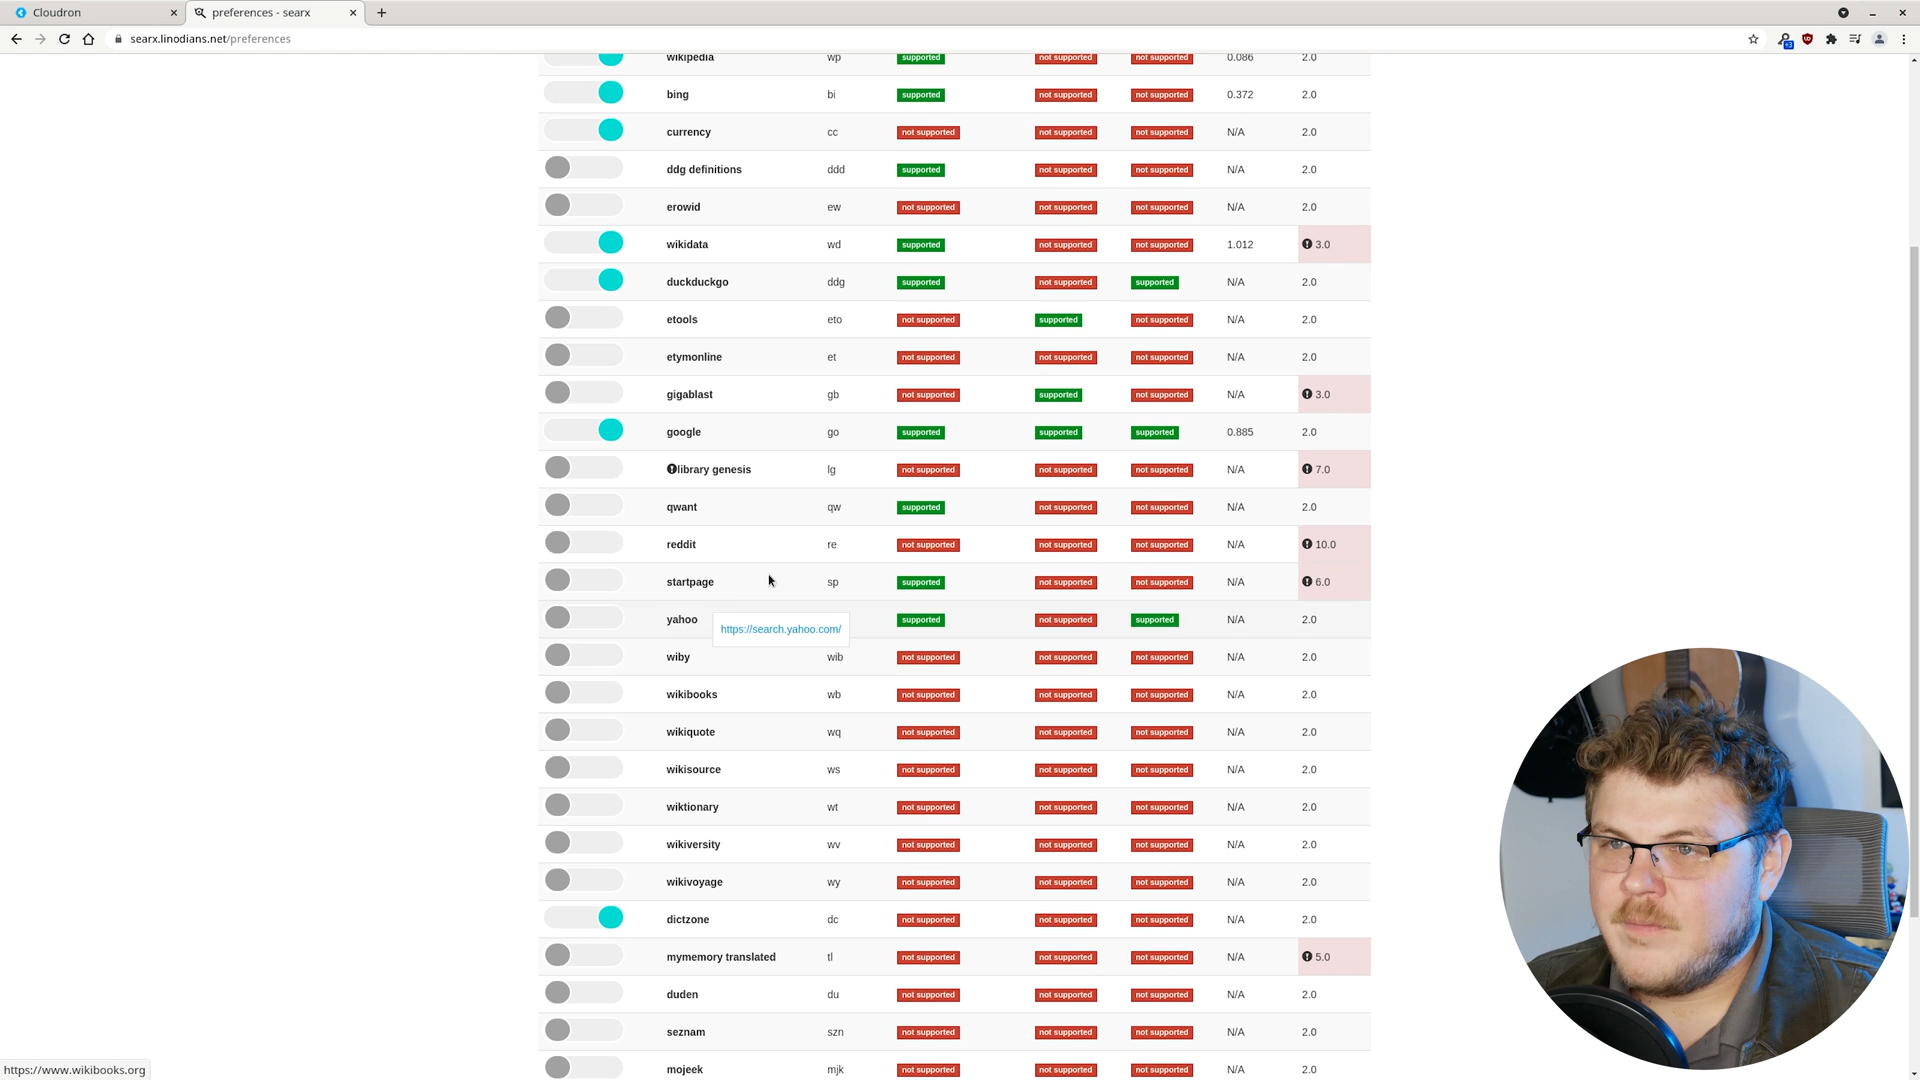 Cloudron
preferences - searx
searx.linodians.net/preferences
+3
wikipedia wp supported not supported not supported 0.086 2.0
bing bi supported not supported not supported 0.372 2.0
currency cc not supported not supported not supported N/A 2.0
ddg definitions ddd supported not supported not supported N/A 2.0
erowid ew not supported not supported not supported N/A 2.0
wikidata wd supported not supported not supported 1.012 3.0
duckduckgo ddg supported not supported supported N/A 2.0
etools eto not supported supported not supported N/A 2.0
etymonline et not supported not supported not supported N/A 2.0
gigablast gb not supported supported not supported N/A 3.0
google go supported supported supported 0.885 2.0
library genesis lg not supported not supported not supported N/A 7.0
qwant qw supported not supported not supported N/A 2.0
reddit re not supported not supported not supported N/A 10.0
startpage sp supported not supported not supported N/A 6.0
yahoo supported not supported supported N/A 2.0
https://search.yahoo.com/
wiby wib not supported not supported not supported N/A 2.0
wikibooks wb not supported not supported not supported N/A 2.0
wikiquote wq not supported not supported not supported N/A 2.0
wikisource ws not supported not supported not supported N/A 2.0
wiktionary wt not supported not supported not supported N/A 2.0
wikiversity wv not supported not supported not supported N/A 2.0
wikivoyage wy not supported not supported not supported N/A 2.0
dictzone dc not supported not supported not supported N/A 2.0
mymemory translated tl not supported not supported not supported N/A 5.0
duden du not supported not supported not supported N/A 2.0
seznam szn not supported not supported not supported N/A 2.0
mojeek mjk not supported not supported not supported N/A 2.0
https://www.wikibooks.org